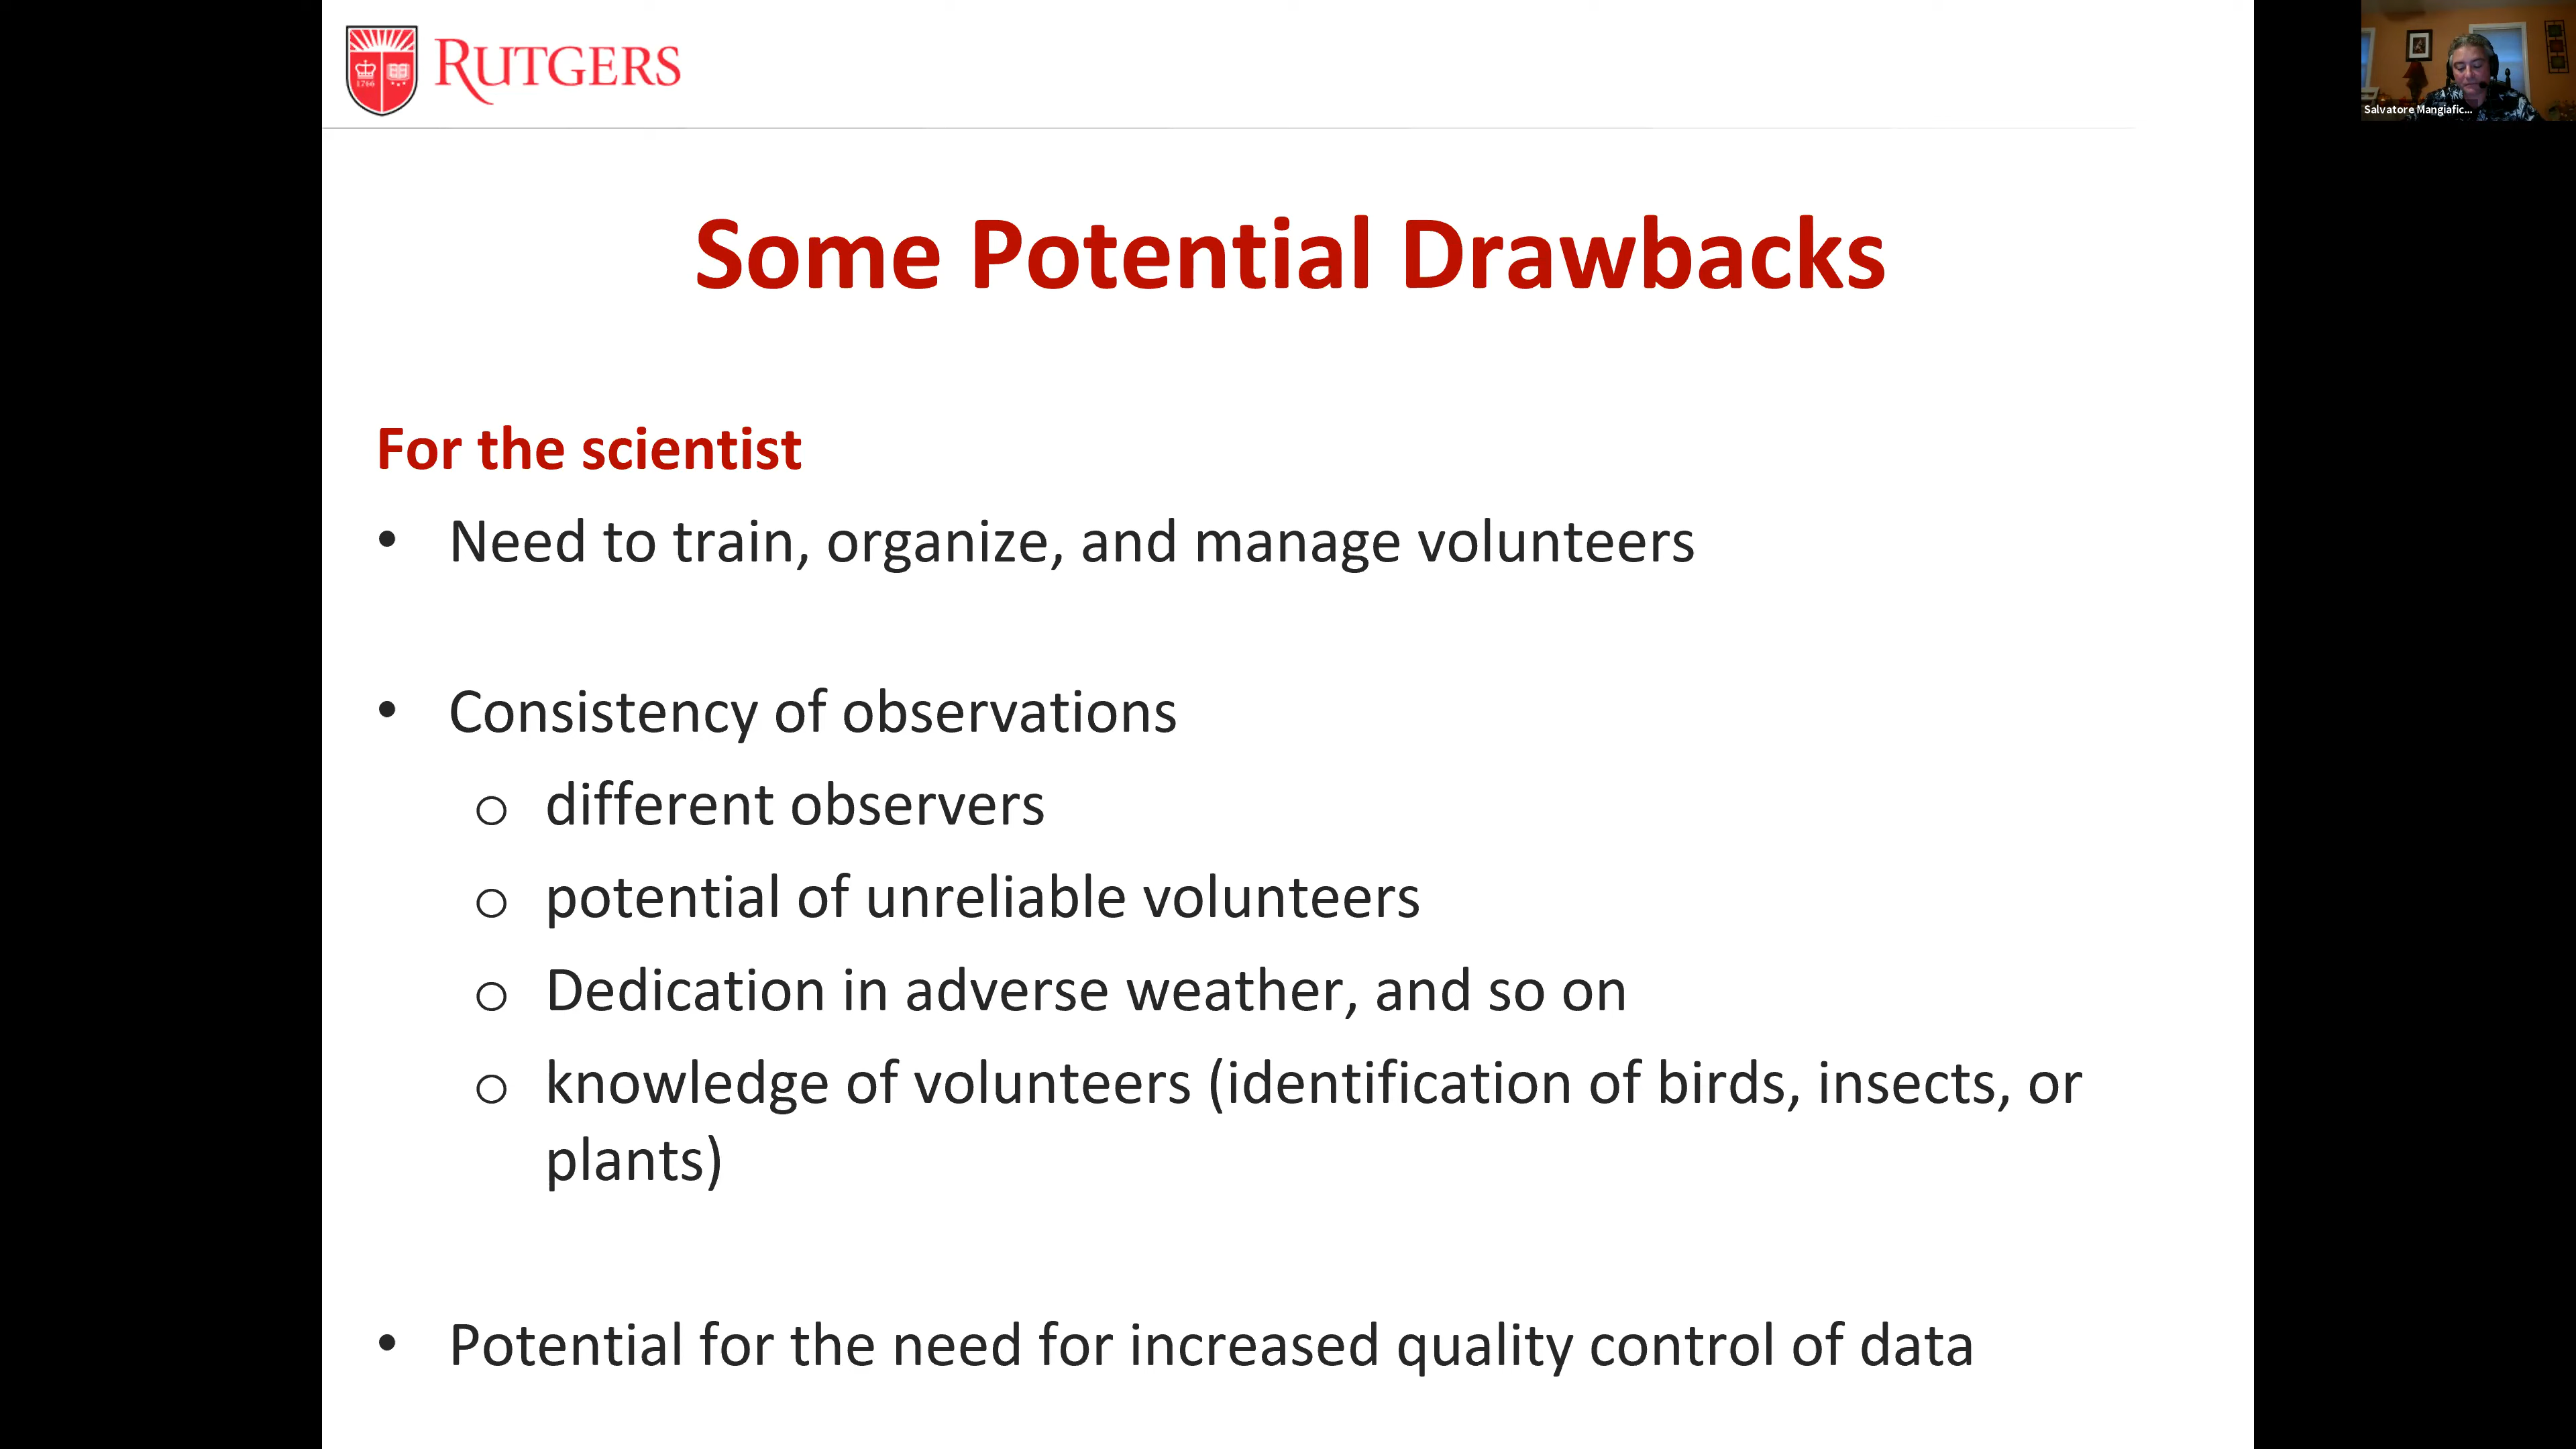 1766
RUTGERS
Salvatore Mangiafic...
Some Potential Drawbacks
For the scientist
• Need to train, organize, and manage volunteers
• Consistency of observations
o different observers
o potential of unreliable volunteers
o Dedication in adverse weather, and so on
o knowledge of volunteers (identification of birds, insects, or
plants)
• Potential for the need for increased quality control of data